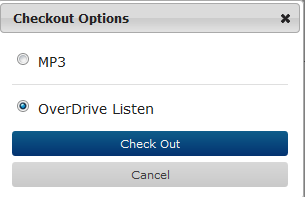 Checkout Options
MP3
OverDrive Listen
Check Out
Cancel